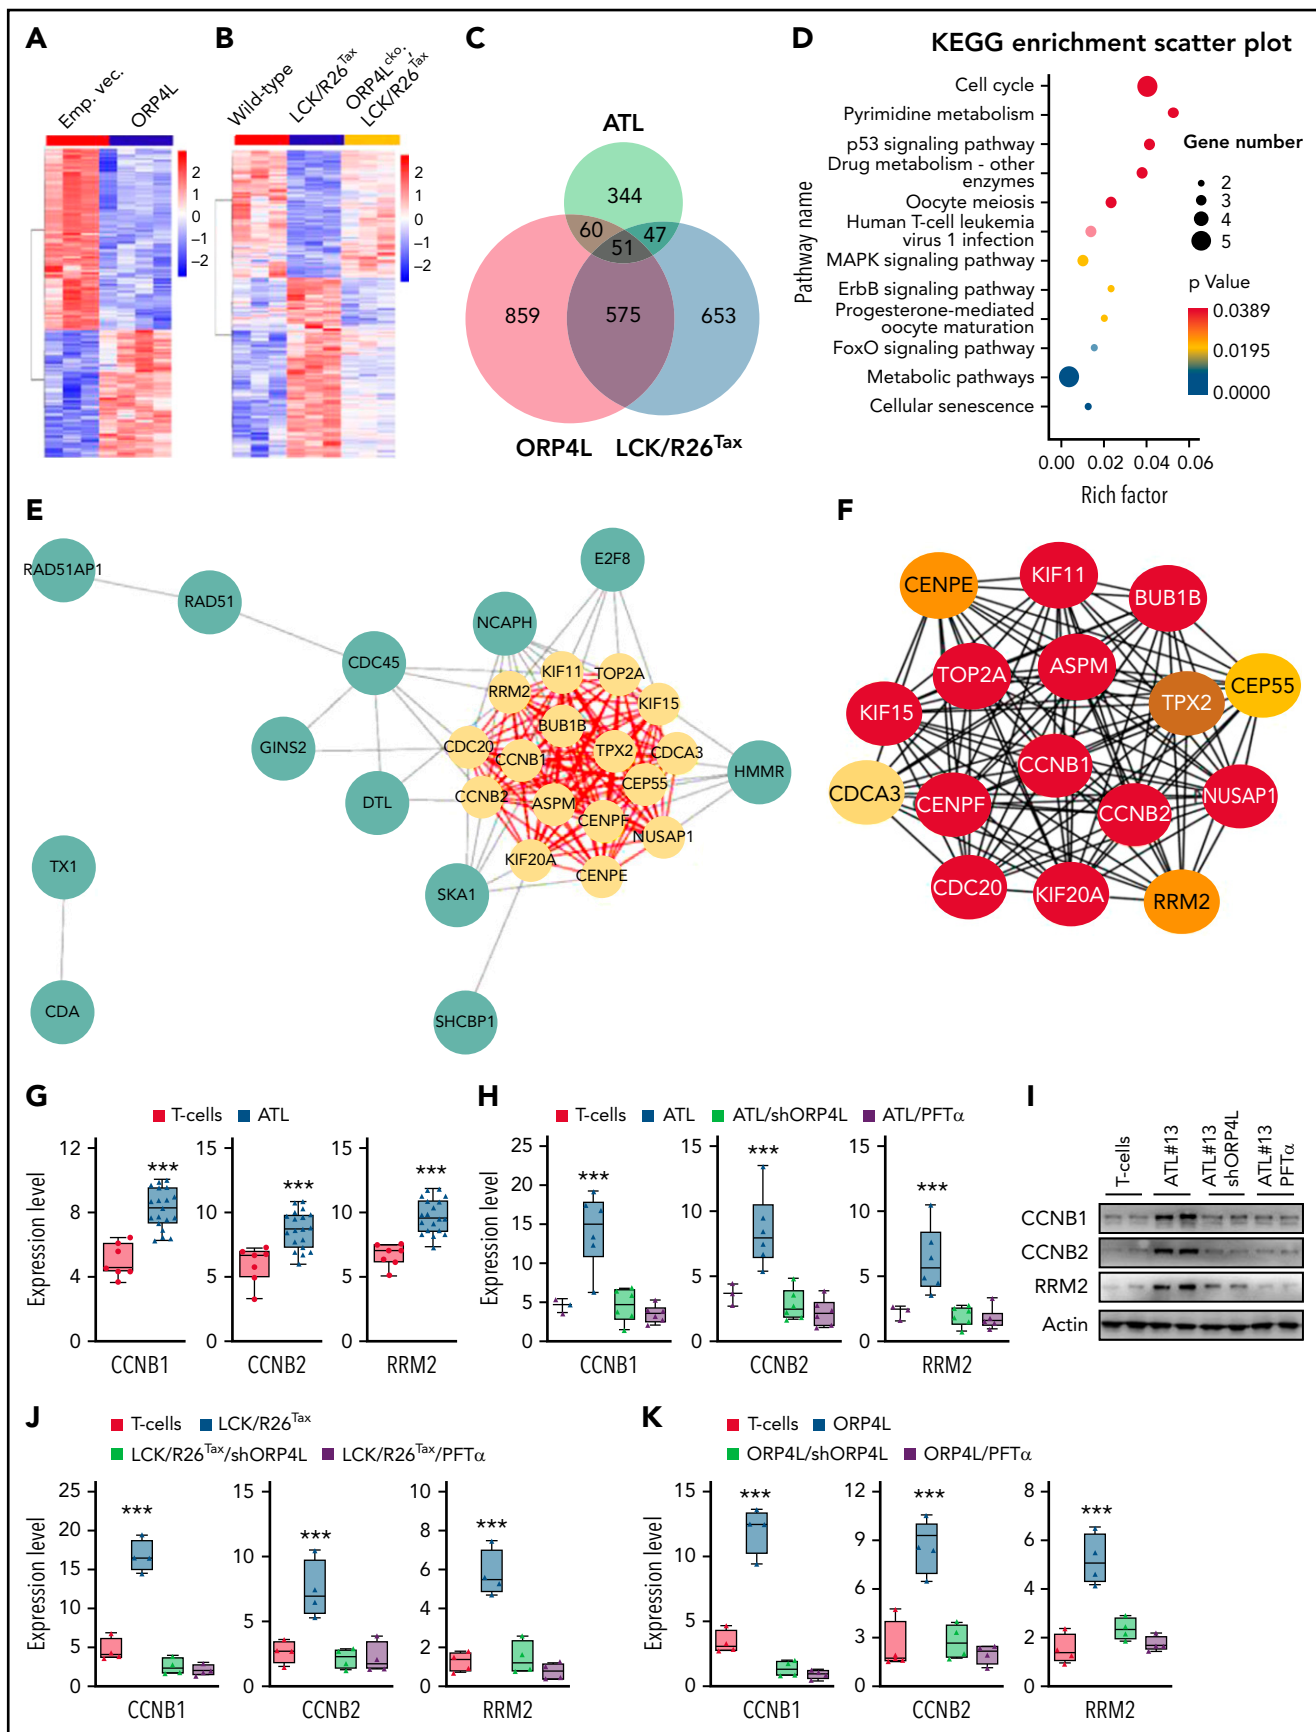 A
Emp. vec.
ORP4L
2
1
0
–1
–2
B
Wild-type
LCK/R26Tax
ORP4Lcko;
LCK/R26Tax
2
1
0
–1
–2
C
ATL
344
60
47
51
859
575
653
ORP4L
LCK/R26Tax
D
KEGG enrichment scatter plot
Pathway name
Cell cycle
Pyrimidine metabolism
p53 signaling pathway
Drug metabolism - other
enzymes
Oocyte meiosis
Human T-cell leukemia
virus 1 infection
MAPK signaling pathway
ErbB signaling pathway
Progesterone-mediated
oocyte maturation
FoxO signaling pathway
Metabolic pathways
Cellular senescence
0.00 0.02 0.04 0.06
Rich factor
Gene number
2
3
4
5
p Value
0.0389
0.0195
0.0000
E
RAD51AP1
RAD51
E2F8
NCAPH
CDC45
KIF11
TOP2A
RRM2
KIF15
BUB1B
CDC20
CCNB1
TPX2
CDCA3
GINS2
HMMR
CEP55
DTL
CCNB2
ASPM
CENPF
NUSAP1
KIF20A
CENPE
TX1
SKA1
CDA
SHCBP1
F
CENPE
KIF11
BUB1B
TOP2A
ASPM
CEP55
TPX2
KIF15
CCNB1
CDCA3
CENPF
CCNB2
NUSAP1
CDC20
KIF20A
RRM2
G
T-cells ATL
Expression level
12
8
4
0
CCNB1
***
15
10
5
0
CCNB2
***
15
10
5
0
RRM2
***
H
T-cells ATL ATL/shORP4L ATL/PFTα
Expression level
25
20
15
10
5
0
CCNB1
***
15
10
5
0
CCNB2
***
15
10
5
0
RRM2
***
I
T-cells
ATL#13
ATL#13
shORP4L
ATL#13
PFTα
CCNB1
CCNB2
RRM2
Actin
J
T-cells LCK/R26Tax
LCK/R26Tax/shORP4L LCK/R26Tax/PFTα
Expression level
25
20
15
10
5
0
CCNB1
***
15
10
5
0
CCNB2
***
10
8
6
4
2
0
RRM2
***
K
T-cells ORP4L
ORP4L/shORP4L ORP4L/PFTα
Expression level
15
10
5
0
CCNB1
***
12
9
6
3
0
CCNB2
***
8
6
4
2
0
RRM2
***